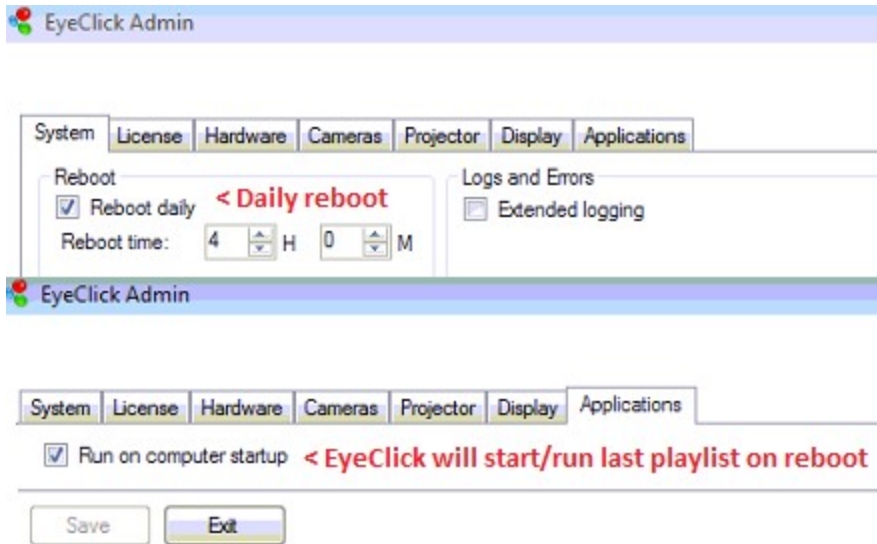 EyeClick Admin
System License Hardware Cameras Projector Display Applications
Reboot Logs and Errors
Reboot daily < Daily reboot Extended logging
Reboot time: 4 H 0 M
EyeClick Admin
System License Hardware Cameras Projector Display Applications
Run on computer startup < EyeClick will start/run last playlist on reboot
Save Exit